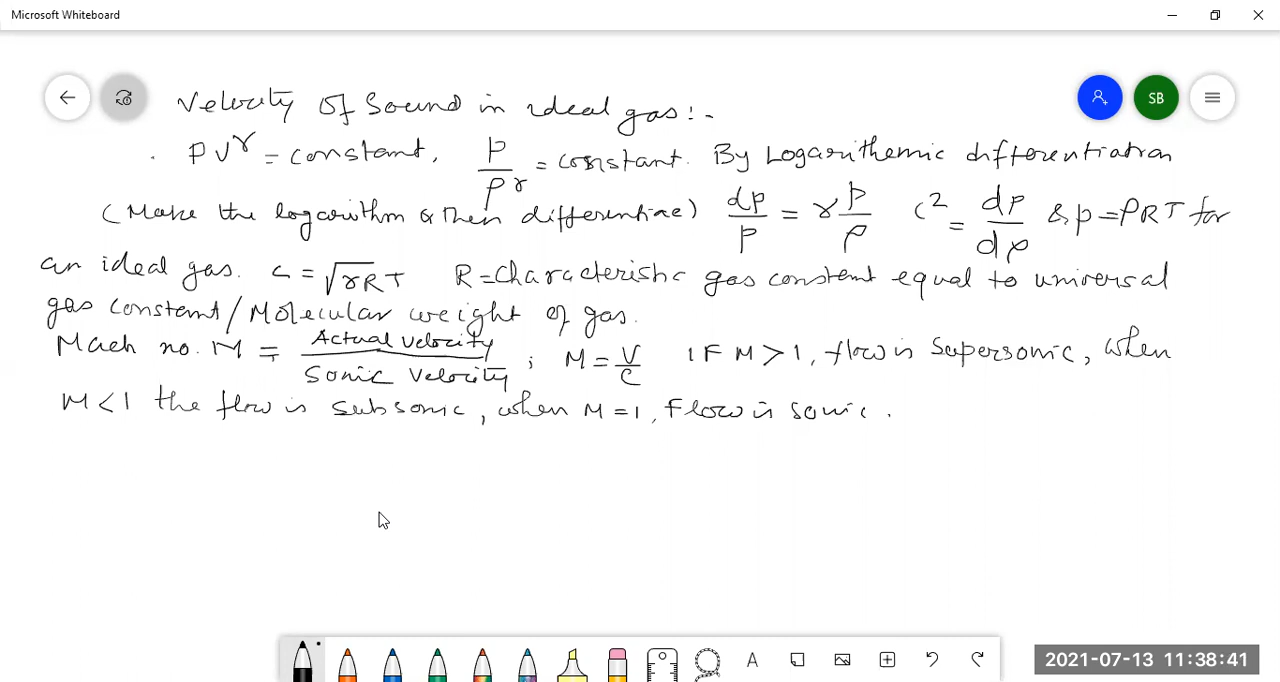 Microsoft Whiteboard
SB
Velocity of Sound in ideal gas:-
PV^γ = constant, P/ρ^γ = constant. By Logarithemic differentiation
(Make the logarithm & then differentiae) dp/p = γ p/ρ C² = dp/dρ & p = ρRT for
an ideal gas. C = √γRT R = Characteristic gas constant equal to universal
gas constant/Molecular weight of gas.
Mach no. M = Actual velocity/Sonic Velocity ; M = V/C IF M > 1, flow is Supersonic, when
M < 1 the flow is subsonic, when M = 1, Flow is sonic.
A
2021-07-13 11:38:41